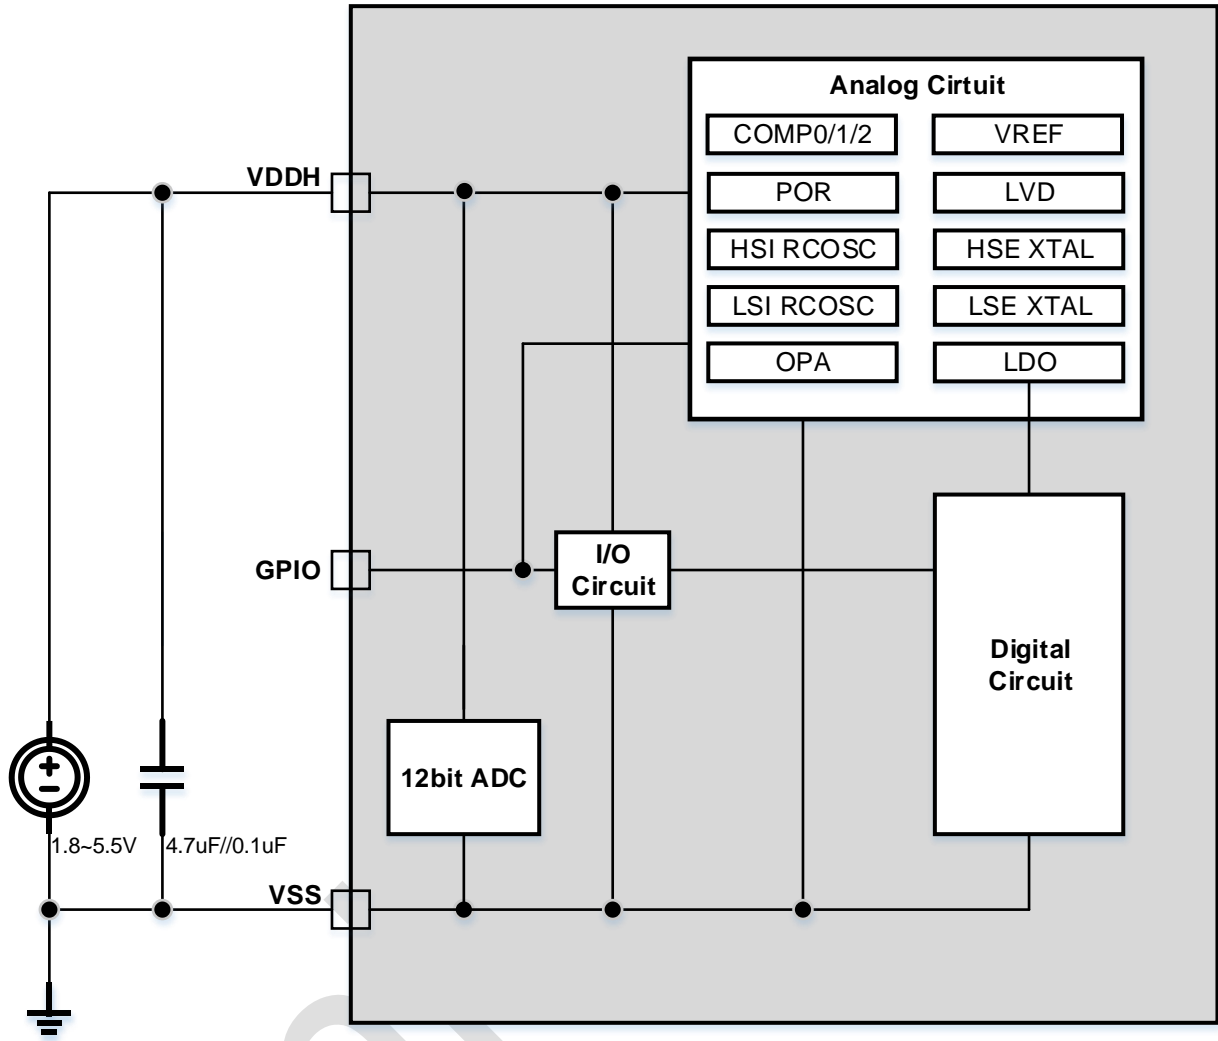 Analog Cirtuit
COMP0/1/2
VREF
VDDH
POR
LVD
HSI RCOSC
HSE XTAL
LSI RCOSC
LSE XTAL
OPA
LDO
GPIO
I/O
Circuit
Digital
Circuit
12bit ADC
1.8~5.5V
4.7uF//0.1uF
VSS